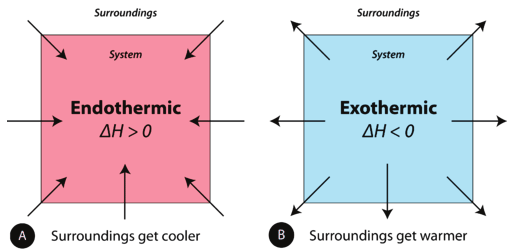 Surroundings
System
Endothermic
ΔH > 0
A Surroundings get cooler
Surroundings
System
Exothermic
ΔH < 0
B Surroundings get warmer